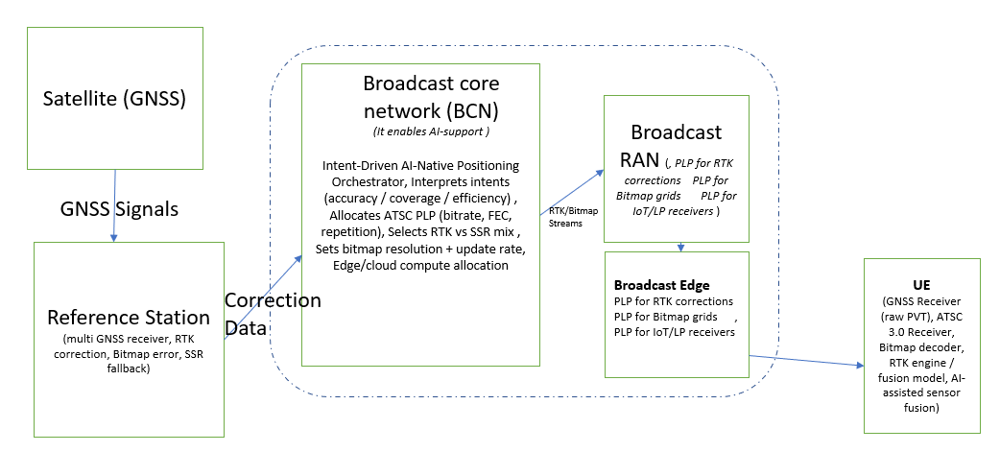 Satellite (GNSS)
GNSS Signals
Reference Station
(multi GNSS receiver, RTK
correction, Bitmap error, SSR
fallback)
Correction
Data
Broadcast core
network (BCN)
(It enables AI-support )
Intent-Driven AI-Native Positioning
Orchestrator, Interprets intents
(accuracy / coverage / efficiency) ,
Allocates ATSC PLP (bitrate, FEC,
repetition), Selects RTK vs SSR mix ,
Sets bitmap resolution + update rate,
Edge/cloud compute allocation
RTK/Bitmap
Streams
Broadcast
RAN (, PLP for RTK
corrections PLP for
Bitmap grids PLP for
IoT/LP receivers )
Broadcast Edge
PLP for RTK corrections
PLP for Bitmap grids ,
PLP for IoT/LP receivers
UE
(GNSS Receiver
(raw PVT), ATSC
3.0 Receiver,
Bitmap decoder,
RTK engine /
fusion model, AI-
assisted sensor
fusion)